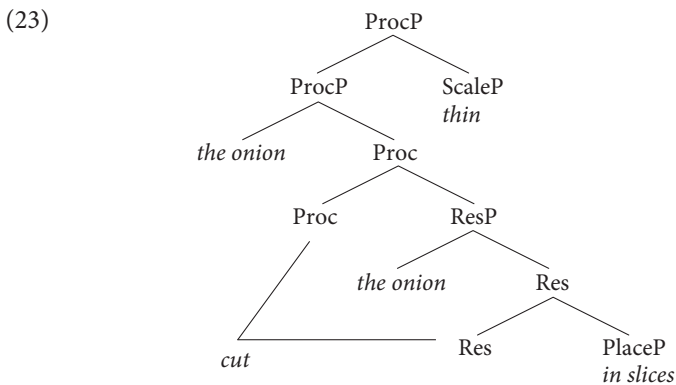 (23)
ProcP
ProcP ScaleP
thin
the onion Proc
Proc ResP
the onion Res
cut Res PlaceP
in slices